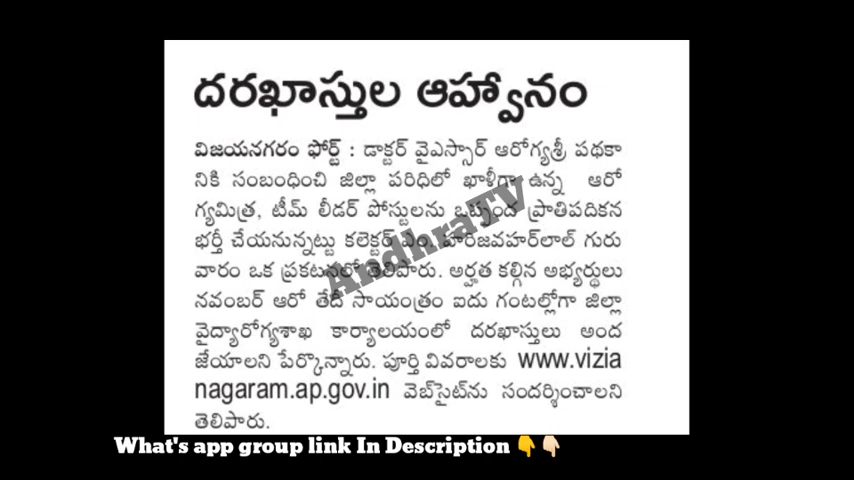 దరఖాస్తుల ఆహ్వానం
విజయనగరం ఫోర్ట్ : డాక్టర్ వైఎస్సార్ ఆరోగ్యశ్రీ పథకా
నికి సంబంధించి జిల్లా పరిధిలో ఖాళీగా ఉన్న ఆరో
గ్యమిత్ర, టీమ్ లీడర్ పోస్టులను ఒప్పంద ప్రాతిపదికన
భర్తీ చేయనున్నట్టు కలెక్టర్ ఎం. హరిజవహర్‌లాల్ గురు
వారం ఒక ప్రకటనలో తెలిపారు. అర్హత కల్గిన అభ్యర్థులు
నవంబర్ ఆరో తేదీ సాయంత్రం ఐదు గంటల్లోగా జిల్లా
వైద్యారోగ్యశాఖ కార్యాలయంలో దరఖాస్తులు అంద
జేయాలని పేర్కొన్నారు. పూర్తి వివరాలకు www.vizia
nagaram.ap.gov.in వెబ్‌సైట్‌ను సందర్శించాలని
తెలిపారు.
AndhraTV
What's app group link In Description 👇👇🏻